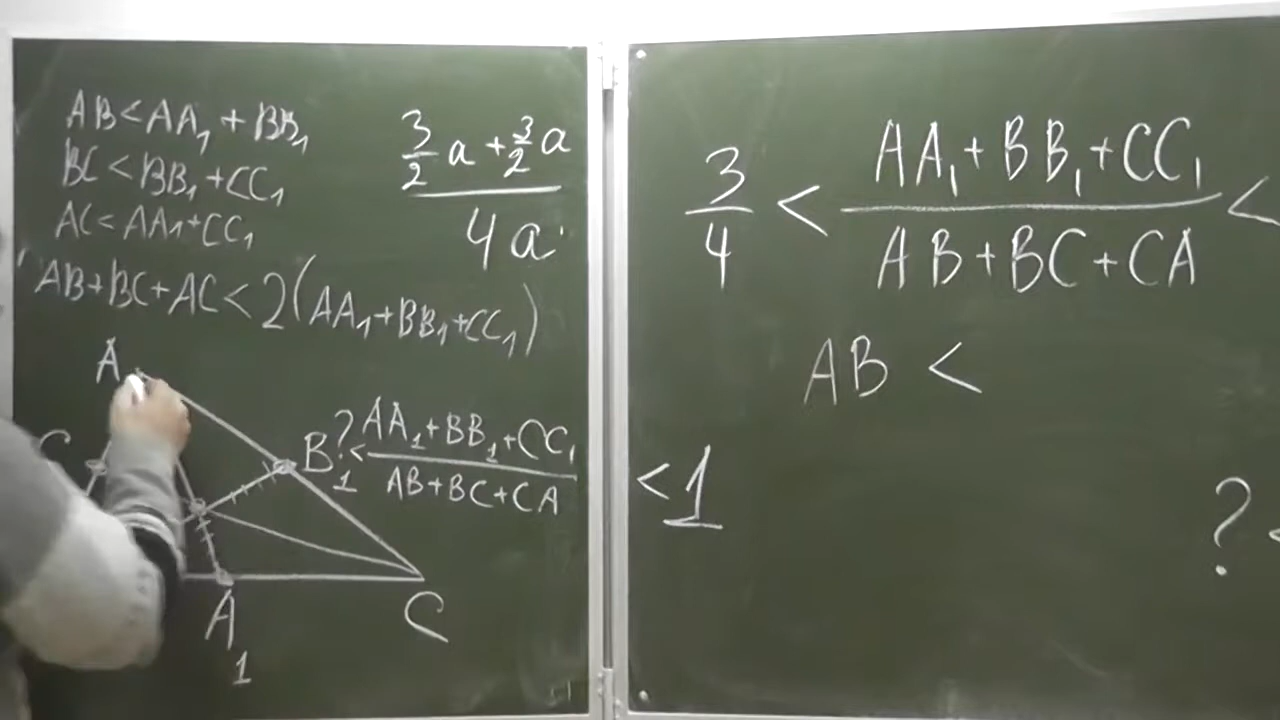 AB < AA₁ + BB₁
BC < BB₁ + CC₁
AC < AA₁ + CC₁
AB + BC + AC < 2(AA₁ + BB₁ + CC₁)
3/2 a + 3/2 a
4a
A
C
B₁
? < AA₁ + BB₁ + CC₁
AB + BC + CA
A₁
C
3/4 < (AA₁ + BB₁ + CC₁)/(AB + BC + CA) <
AB <
< 1
? <